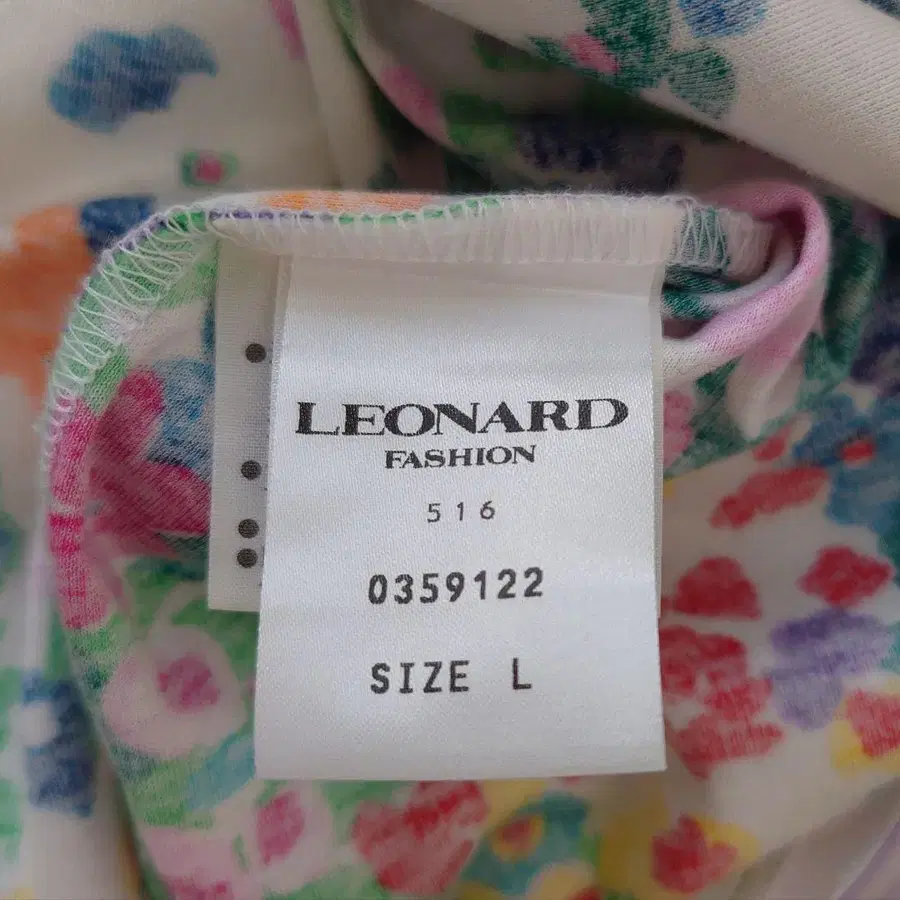 LEONARD
FASHION
516
0359122
SIZE L